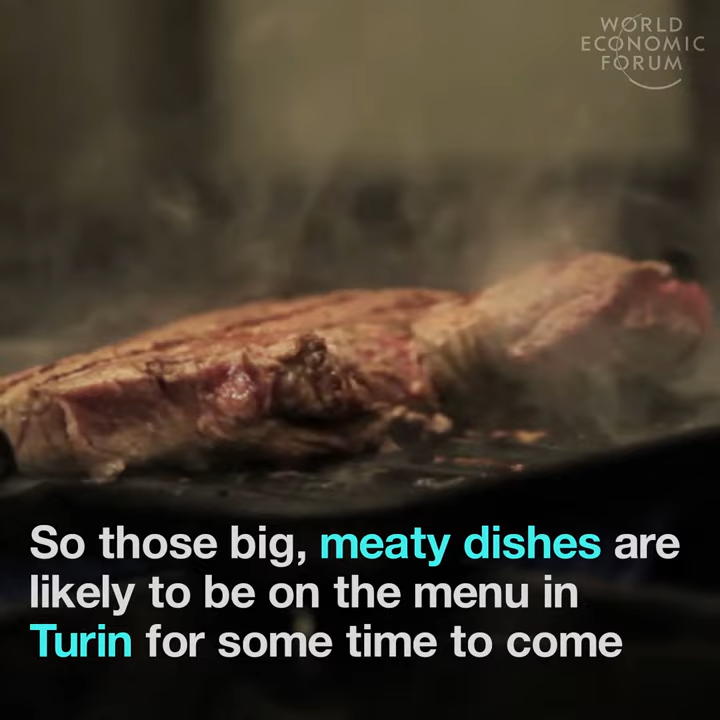 WORLD
ECONOMIC
FORUM
So those big, meaty dishes are
likely to be on the menu in
Turin for some time to come